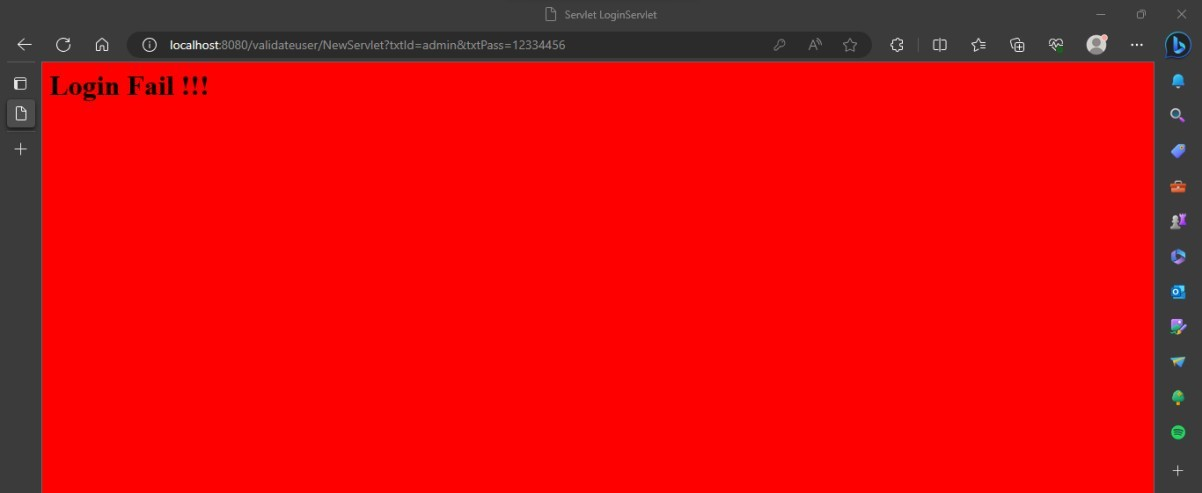 Servlet LoginServlet
localhost:8080/validateuser/NewServlet?txtId=admin&txtPass=12334456
Login Fail !!!